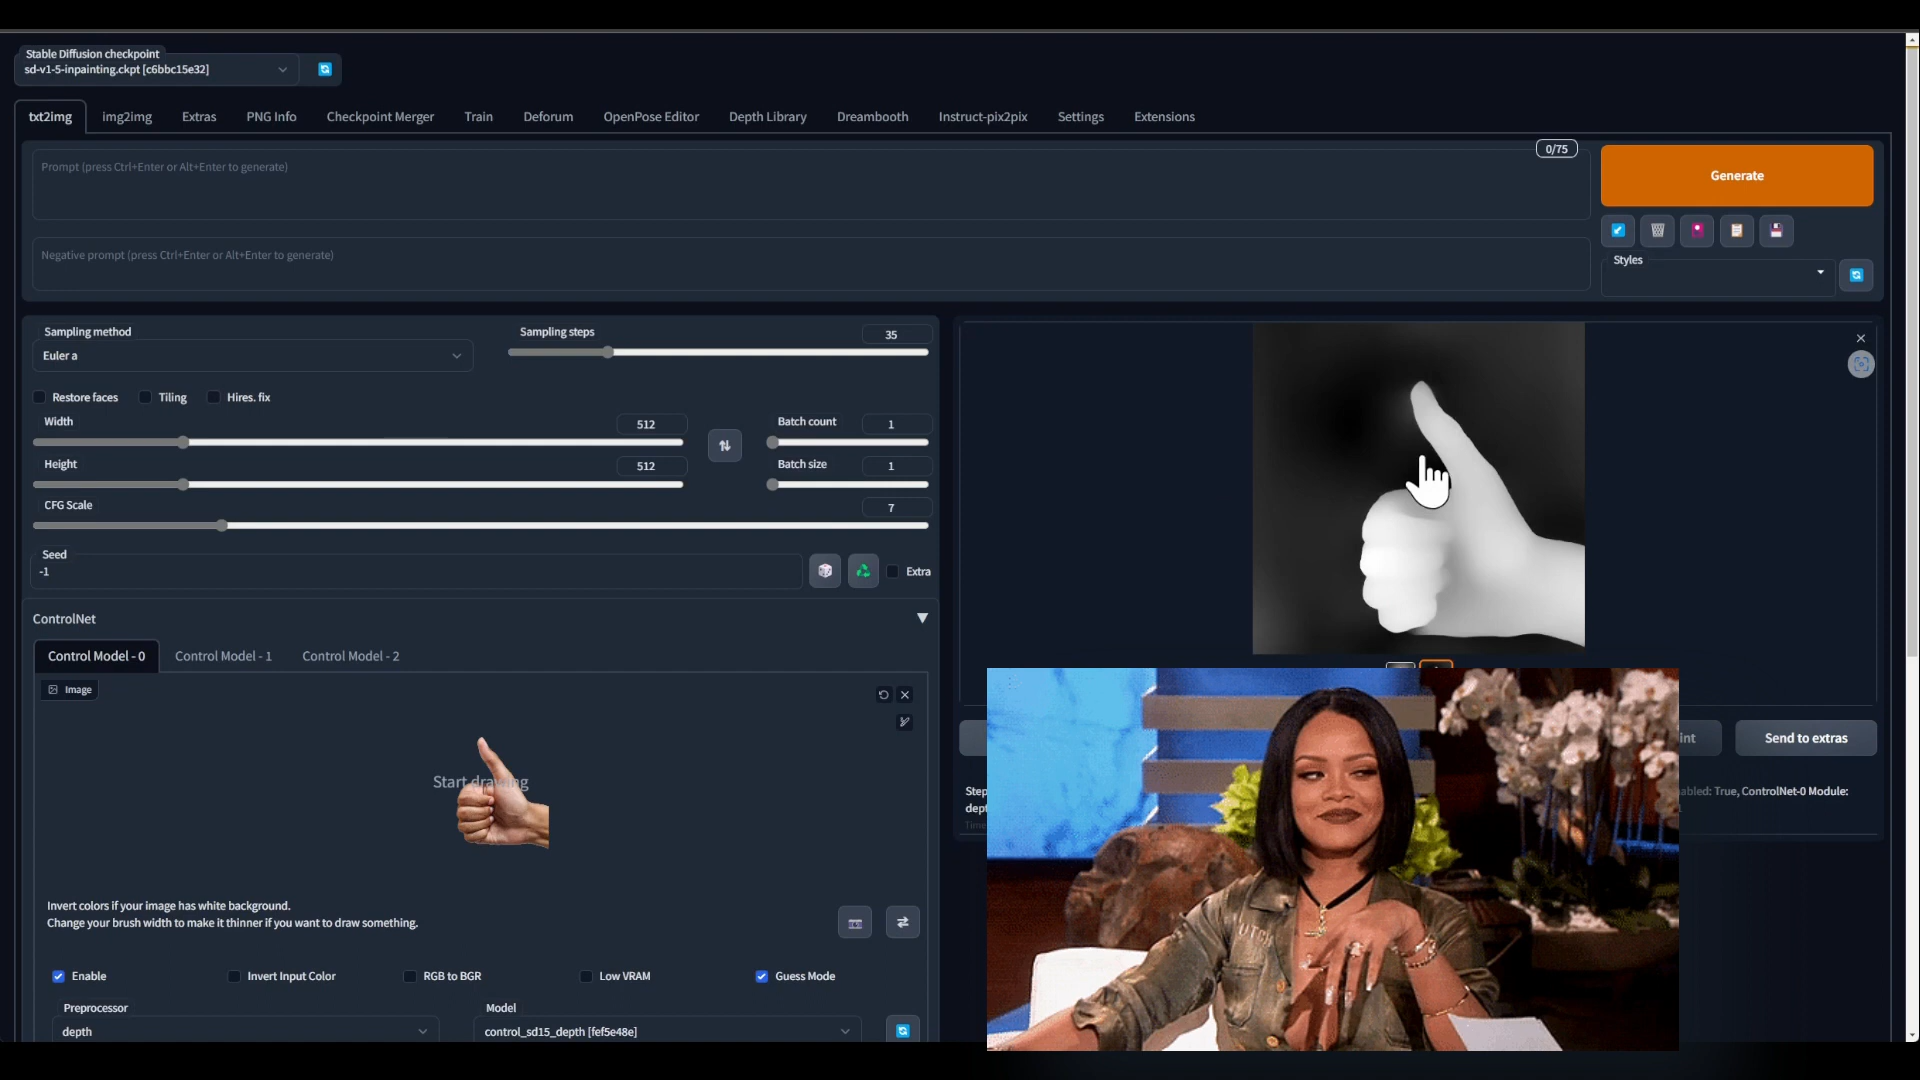 Stable Diffusion checkpoint
sd-v1-5-inpainting.ckpt [c6bbc15e32]
txt2img img2img Extras PNG Info Checkpoint Merger Train Deforum OpenPose Editor Depth Library Dreambooth Instruct-pix2pix Settings Extensions
0/75
Prompt (press Ctrl+Enter or Alt+Enter to generate)
Generate
Negative prompt (press Ctrl+Enter or Alt+Enter to generate)
Styles
Sampling method
Euler a
Sampling steps
35
Restore faces Tiling Hires. fix
Width
512
Batch count
1
Height
512
Batch size
1
CFG Scale
7
Seed
-1
Extra
ControlNet
Control Model - 0 Control Model - 1 Control Model - 2
Image
Start drawing
Invert colors if your image has white background.
Change your brush width to make it thinner if you want to draw something.
Enable Invert Input Color RGB to BGR Low VRAM Guess Mode
Preprocessor
depth
Model
control_sd15_depth [fef5e48e]
Send to extras
True, ControlNet-0 Module: